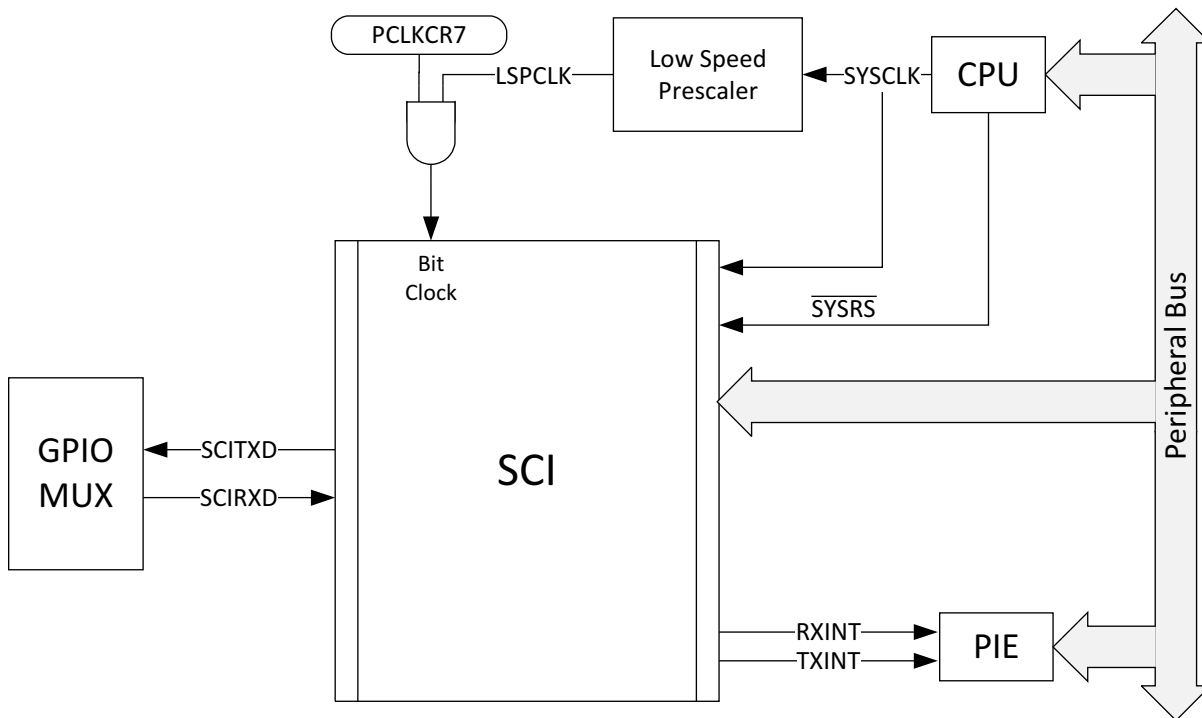 PCLKCR7
LSPCLK
Low Speed
Prescaler
SYSCLK
CPU
Bit
Clock
SYSRS
Peripheral Bus
GPIO
MUX
SCITXD
SCIRXD
SCI
RXINT
TXINT
PIE